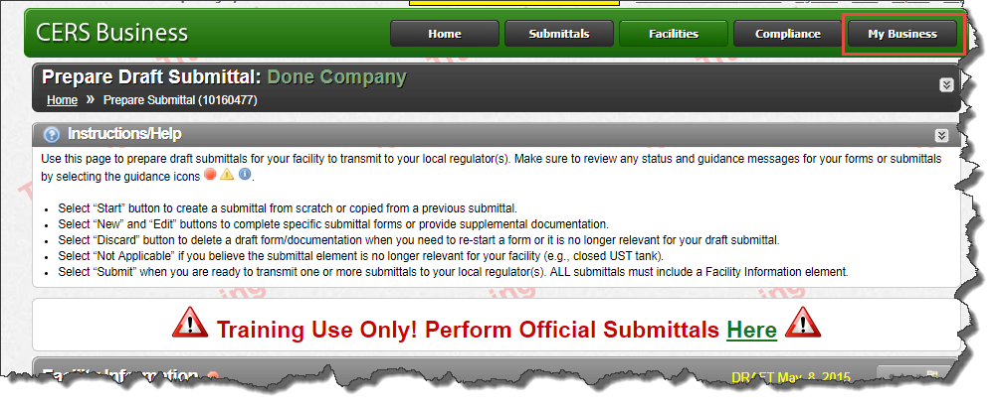 CERS Business
Home Submittals Facilities Compliance My Business
Prepare Draft Submittal: Done Company
Home » Prepare Submittal (10160477)
Instructions/Help
Use this page to prepare draft submittals for your facility to transmit to your local regulator(s). Make sure to review any status and guidance messages for your forms or submittals
by selecting the guidance icons .
• Select “Start” button to create a submittal from scratch or copied from a previous submittal.
• Select “New” and “Edit” buttons to complete specific submittal forms or provide supplemental documentation.
• Select “Discard” button to delete a draft form/documentation when you need to re-start a form or it is no longer relevant for your draft submittal.
• Select “Not Applicable” if you believe the submittal element is no longer relevant for your facility (e.g., closed UST tank).
• Select “Submit” when you are ready to transmit one or more submittals to your local regulator(s). ALL submittals must include a Facility Information element.
Training Use Only! Perform Official Submittals Here
Facility Information DRAFT May. 8, 2015